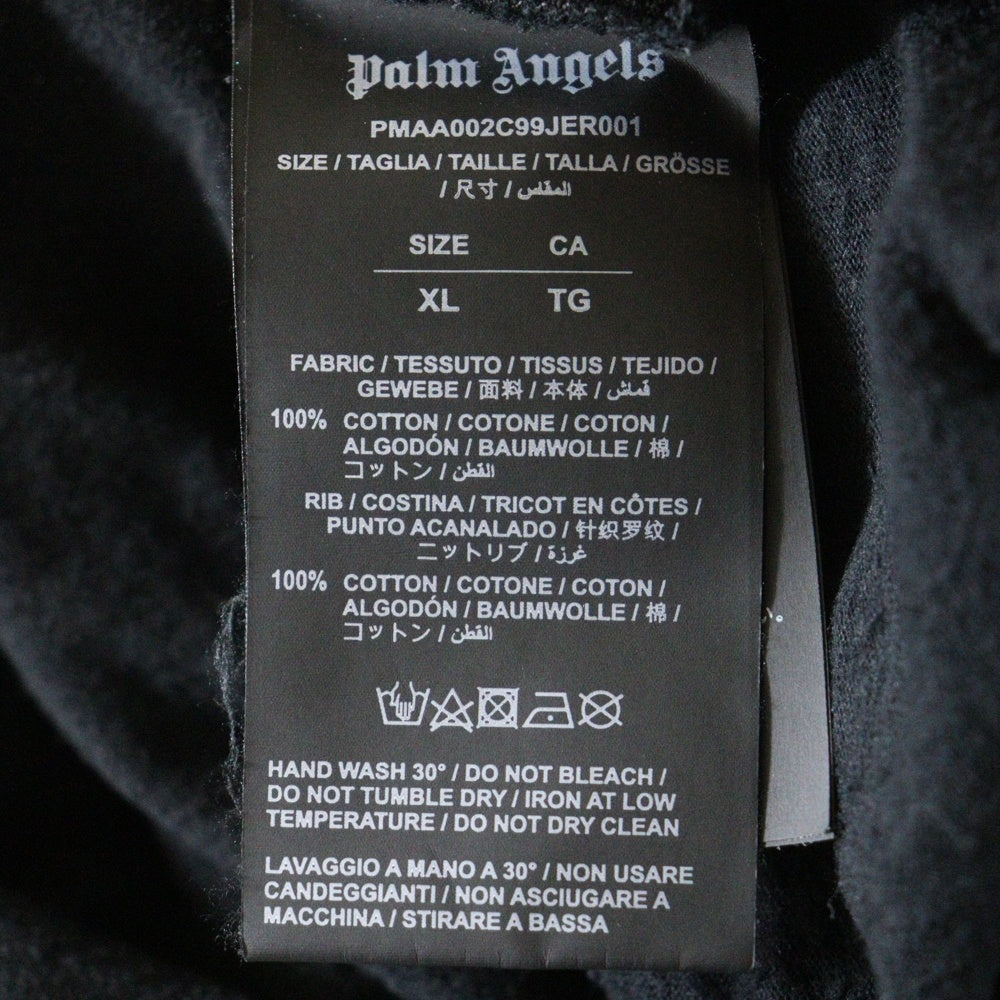 Palm Angels
PMAA002C99JER001
SIZE / TAGLIA / TAILLE / TALLA / GRÖSSE
/ 尺寸 / المقاس
SIZE CA
XL TG
FABRIC / TESSUTO / TISSUS / TEJIDO /
GEWEBE / 面料 / 本体 / قماش
100% COTTON / COTONE / COTON /
ALGODÓN / BAUMWOLLE / 棉 /
コットン / القطن
RIB / COSTINA / TRICOT EN CÔTES /
PUNTO ACANALADO / 针织罗纹 /
ニットリブ / غرزة
100% COTTON / COTONE / COTON /
ALGODÓN / BAUMWOLLE / 棉 /
コットン / القطن
HAND WASH 30° / DO NOT BLEACH /
DO NOT TUMBLE DRY / IRON AT LOW
TEMPERATURE / DO NOT DRY CLEAN
LAVAGGIO A MANO A 30° / NON USARE
CANDEGGIANTI / NON ASCIUGARE A
MACCHINA / STIRARE A BASSA